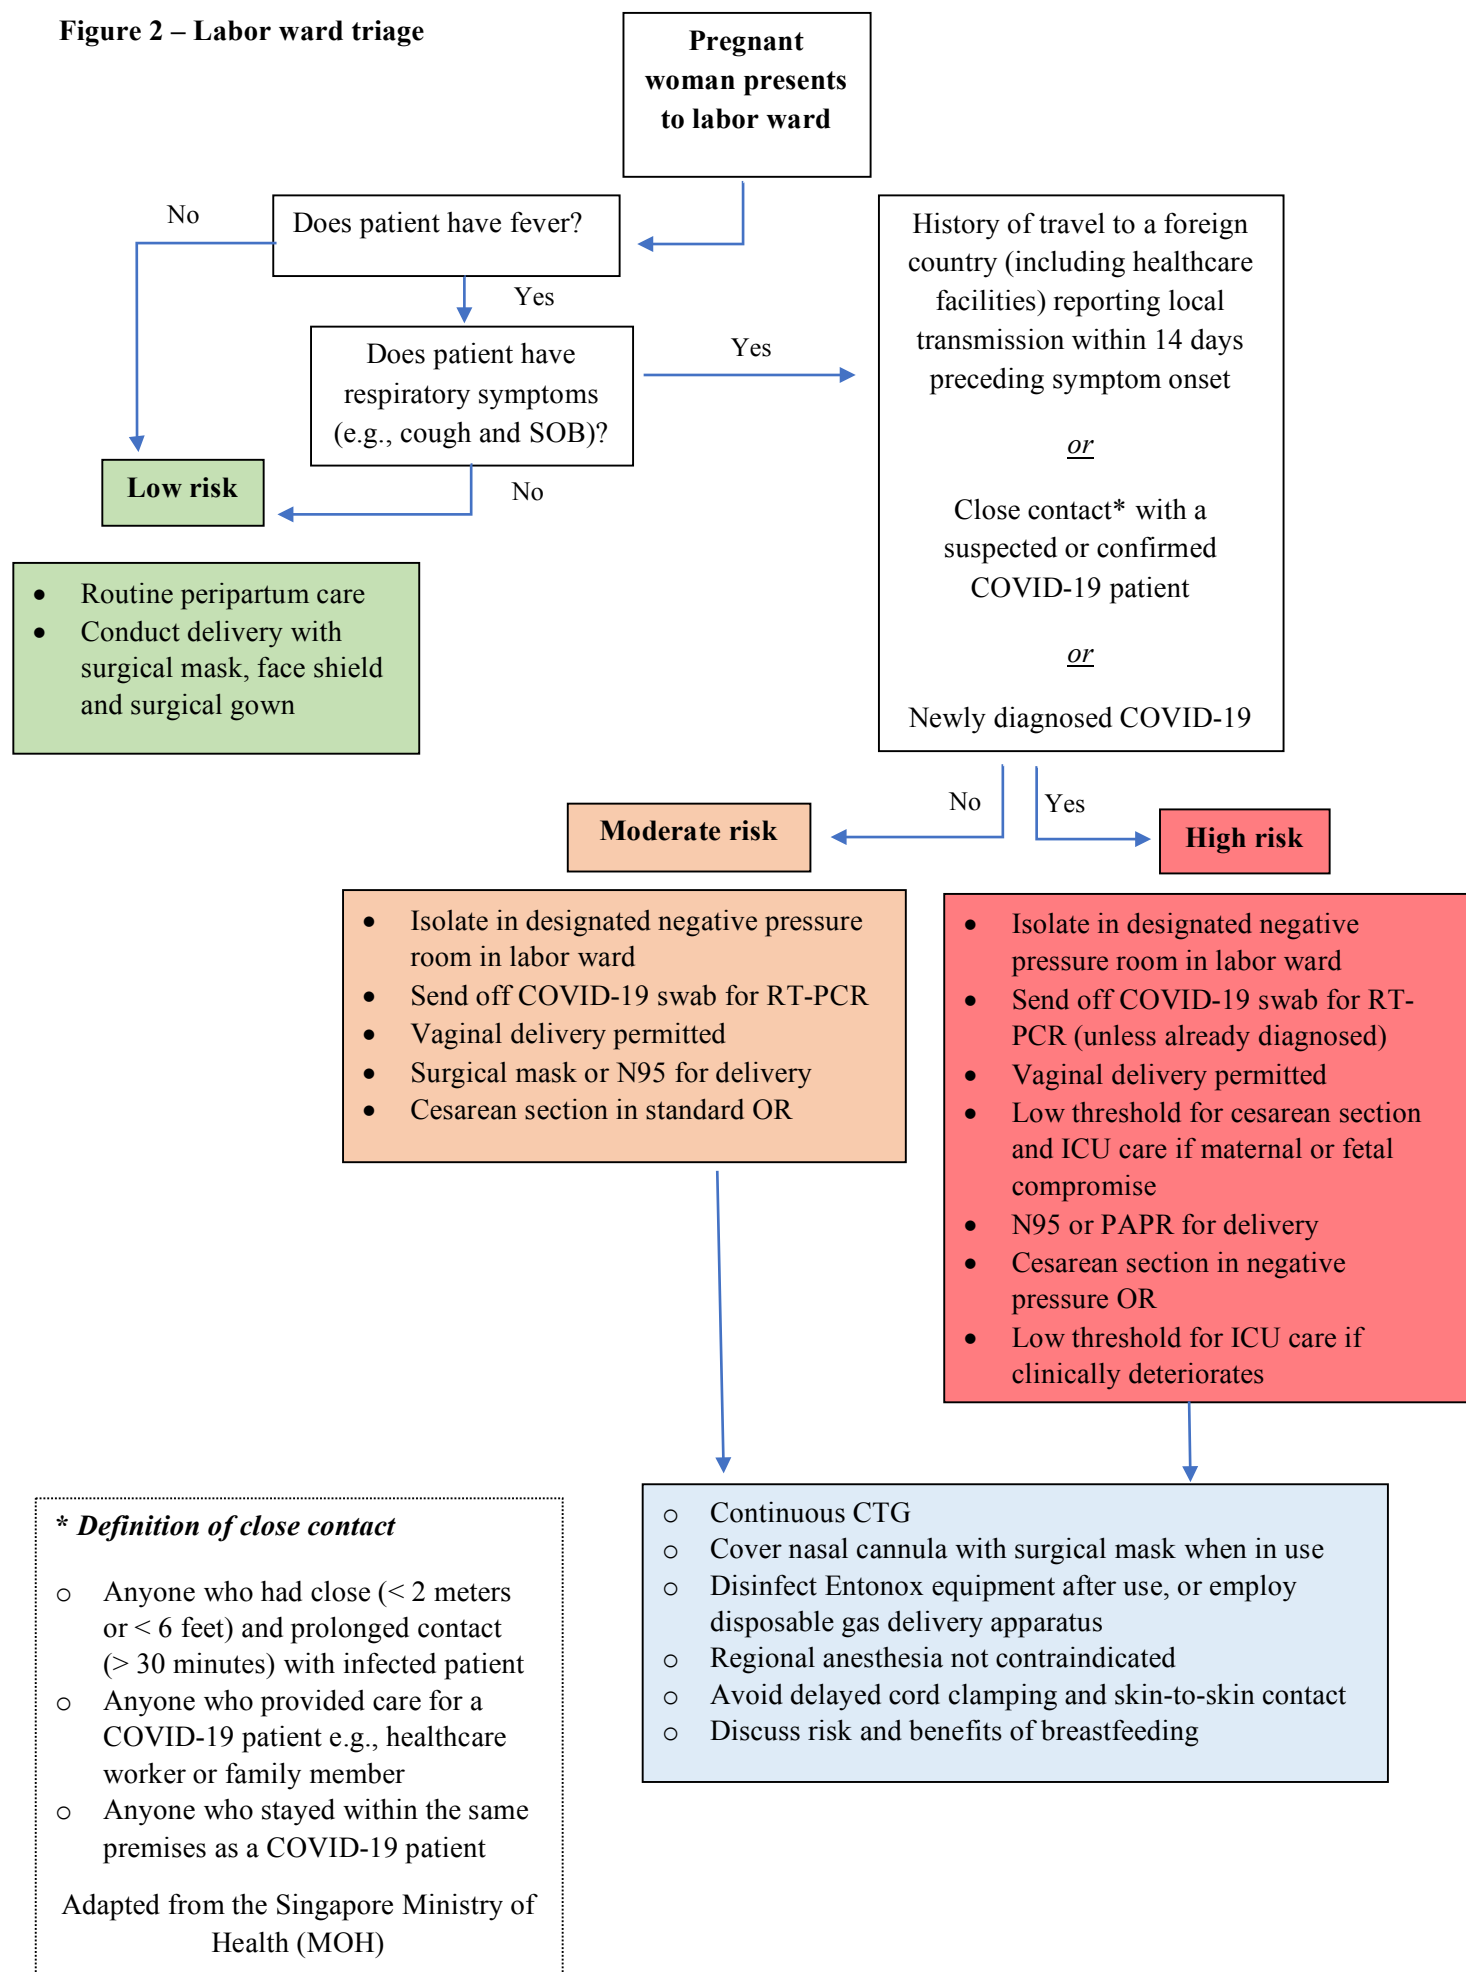 Figure 2 – Labor ward triage
Pregnant
woman presents
to labor ward
No
Does patient have fever?
Yes
Does patient have
respiratory symptoms
(e.g., cough and SOB)?
Yes
No
History of travel to a foreign
country (including healthcare
facilities) reporting local
transmission within 14 days
preceding symptom onset
or
Close contact* with a
suspected or confirmed
COVID-19 patient
or
Newly diagnosed COVID-19
Low risk
• Routine peripartum care
• Conduct delivery with
surgical mask, face shield
and surgical gown
No
Yes
Moderate risk
• Isolate in designated negative pressure
room in labor ward
• Send off COVID-19 swab for RT-PCR
• Vaginal delivery permitted
• Surgical mask or N95 for delivery
• Cesarean section in standard OR
High risk
• Isolate in designated negative
pressure room in labor ward
• Send off COVID-19 swab for RT-
PCR (unless already diagnosed)
• Vaginal delivery permitted
• Low threshold for cesarean section
and ICU care if maternal or fetal
compromise
• N95 or PAPR for delivery
• Cesarean section in negative
pressure OR
• Low threshold for ICU care if
clinically deteriorates
o Continuous CTG
o Cover nasal cannula with surgical mask when in use
o Disinfect Entonox equipment after use, or employ
disposable gas delivery apparatus
o Regional anesthesia not contraindicated
o Avoid delayed cord clamping and skin-to-skin contact
o Discuss risk and benefits of breastfeeding
* Definition of close contact
o Anyone who had close (< 2 meters
or < 6 feet) and prolonged contact
(> 30 minutes) with infected patient
o Anyone who provided care for a
COVID-19 patient e.g., healthcare
worker or family member
o Anyone who stayed within the same
premises as a COVID-19 patient
Adapted from the Singapore Ministry of
Health (MOH)